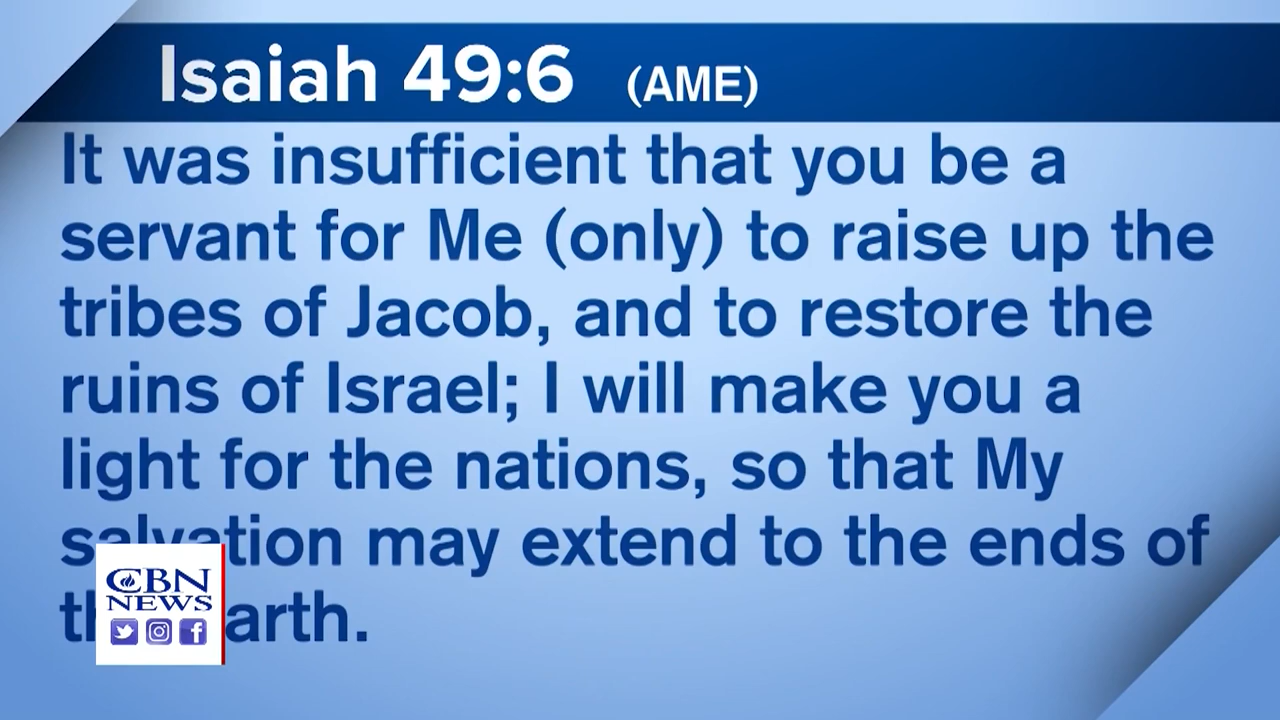 Isaiah 49:6 (AME)
It was insufficient that you be a
servant for Me (only) to raise up the
tribes of Jacob, and to restore the
ruins of Israel; I will make you a
light for the nations, so that My
salvation may extend to the ends of
arth.
CBN
NEWS